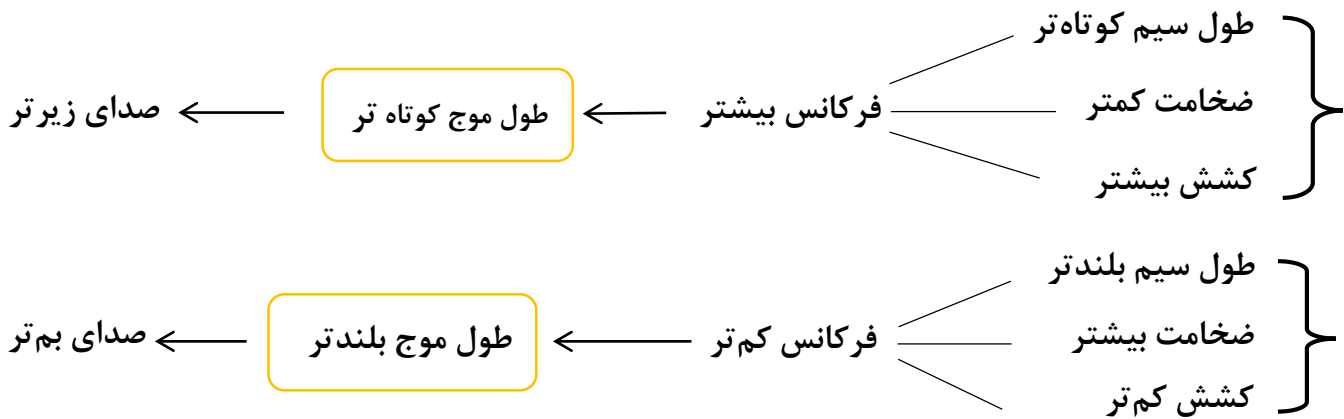 طول سیم کوتاه‌تر
ضخامت کمتر
کشش بیشتر
فرکانس بیشتر
طول موج کوتاه تر
صدای زیرتر
طول سیم بلندتر
ضخامت بیشتر
کشش کم‌تر
فرکانس کم‌تر
طول موج بلندتر
صدای بم‌تر